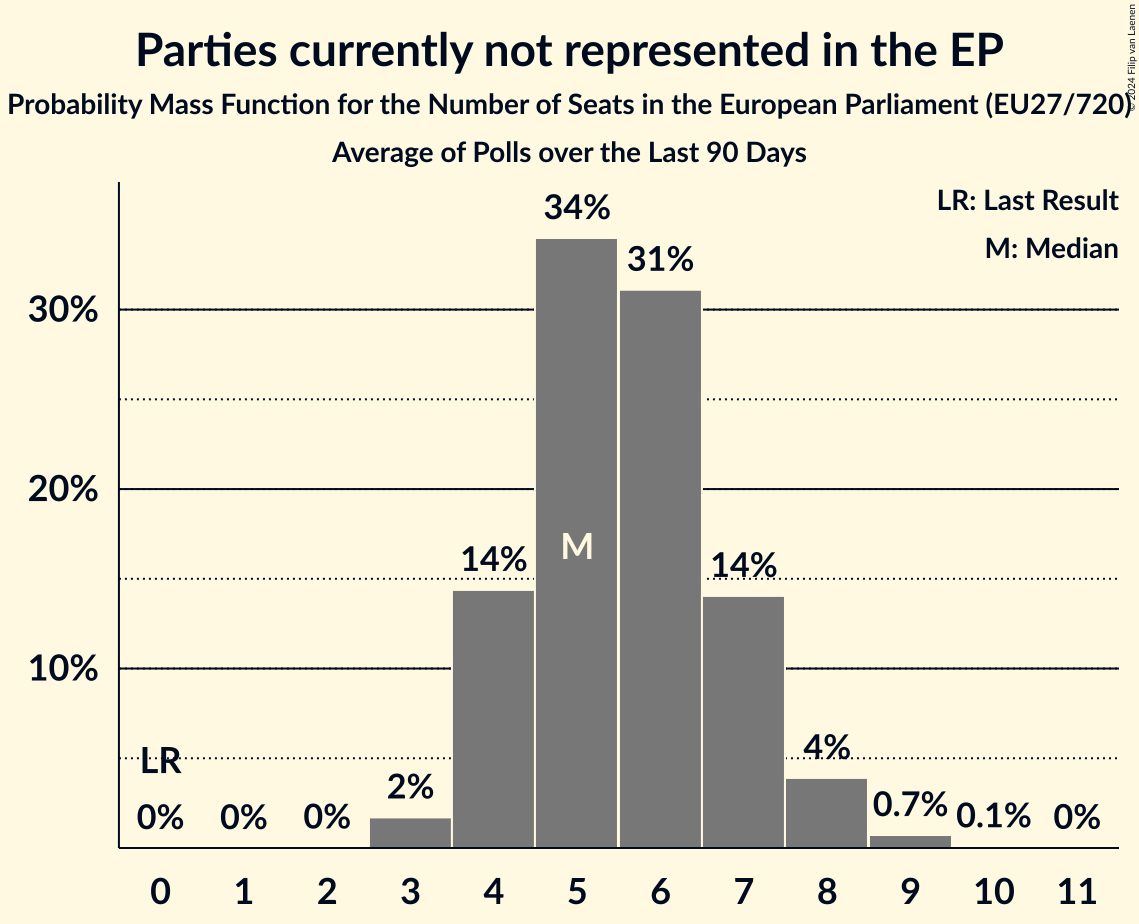 Parties currently not represented in the EP
Probability Mass Function for the Number of Seats in the European Parliament (EU27/720)
Average of Polls over the Last 90 Days
© 2024 Filip van Laenen
LR: Last Result
M: Median
34%
31%
30%
20%
14%
M
14%
10%
LR
4%
2%
0%
0%
0%
0.7%
0.1%
0%
0 1 2 3 4 5 6 7 8 9 10 11